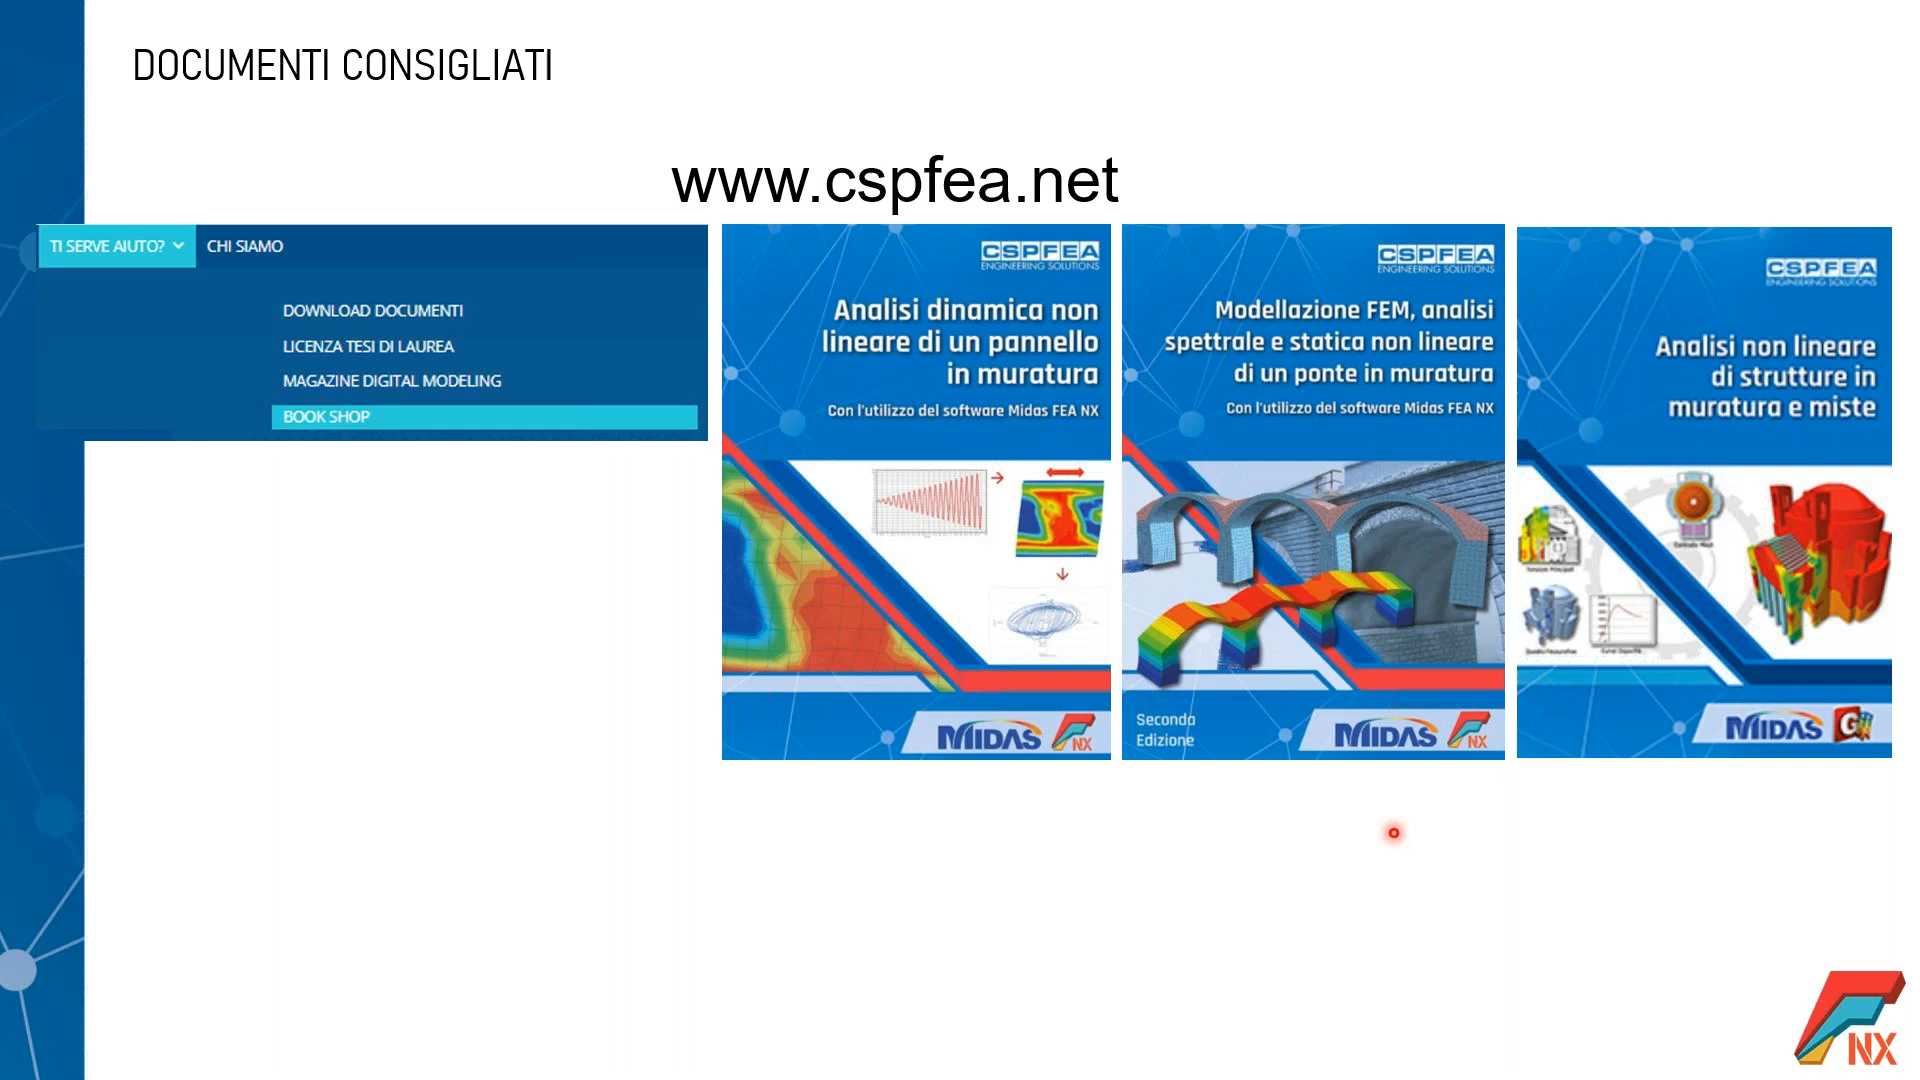 DOCUMENTI CONSIGLIATI
www.cspfea.net
TI SERVE AIUTO?
CHI SIAMO
DOWNLOAD DOCUMENTI
LICENZA TESI DI LAUREA
MAGAZINE DIGITAL MODELING
BOOK SHOP
CSPFEA
ENGINEERING SOLUTIONS
Analisi dinamica non
lineare di un pannello
in muratura
Con l'utilizzo del software Midas FEA NX
MIDAS NX
CSPFEA
ENGINEERING SOLUTIONS
Modellazione FEM, analisi
spettrale e statica non lineare
di un ponte in muratura
Con l'utilizzo del software Midas FEA NX
Seconda
Edizione
MIDAS NX
CSPFEA
ENGINEERING SOLUTIONS
Analisi non lineare
di strutture in
muratura e miste
MIDAS
NX